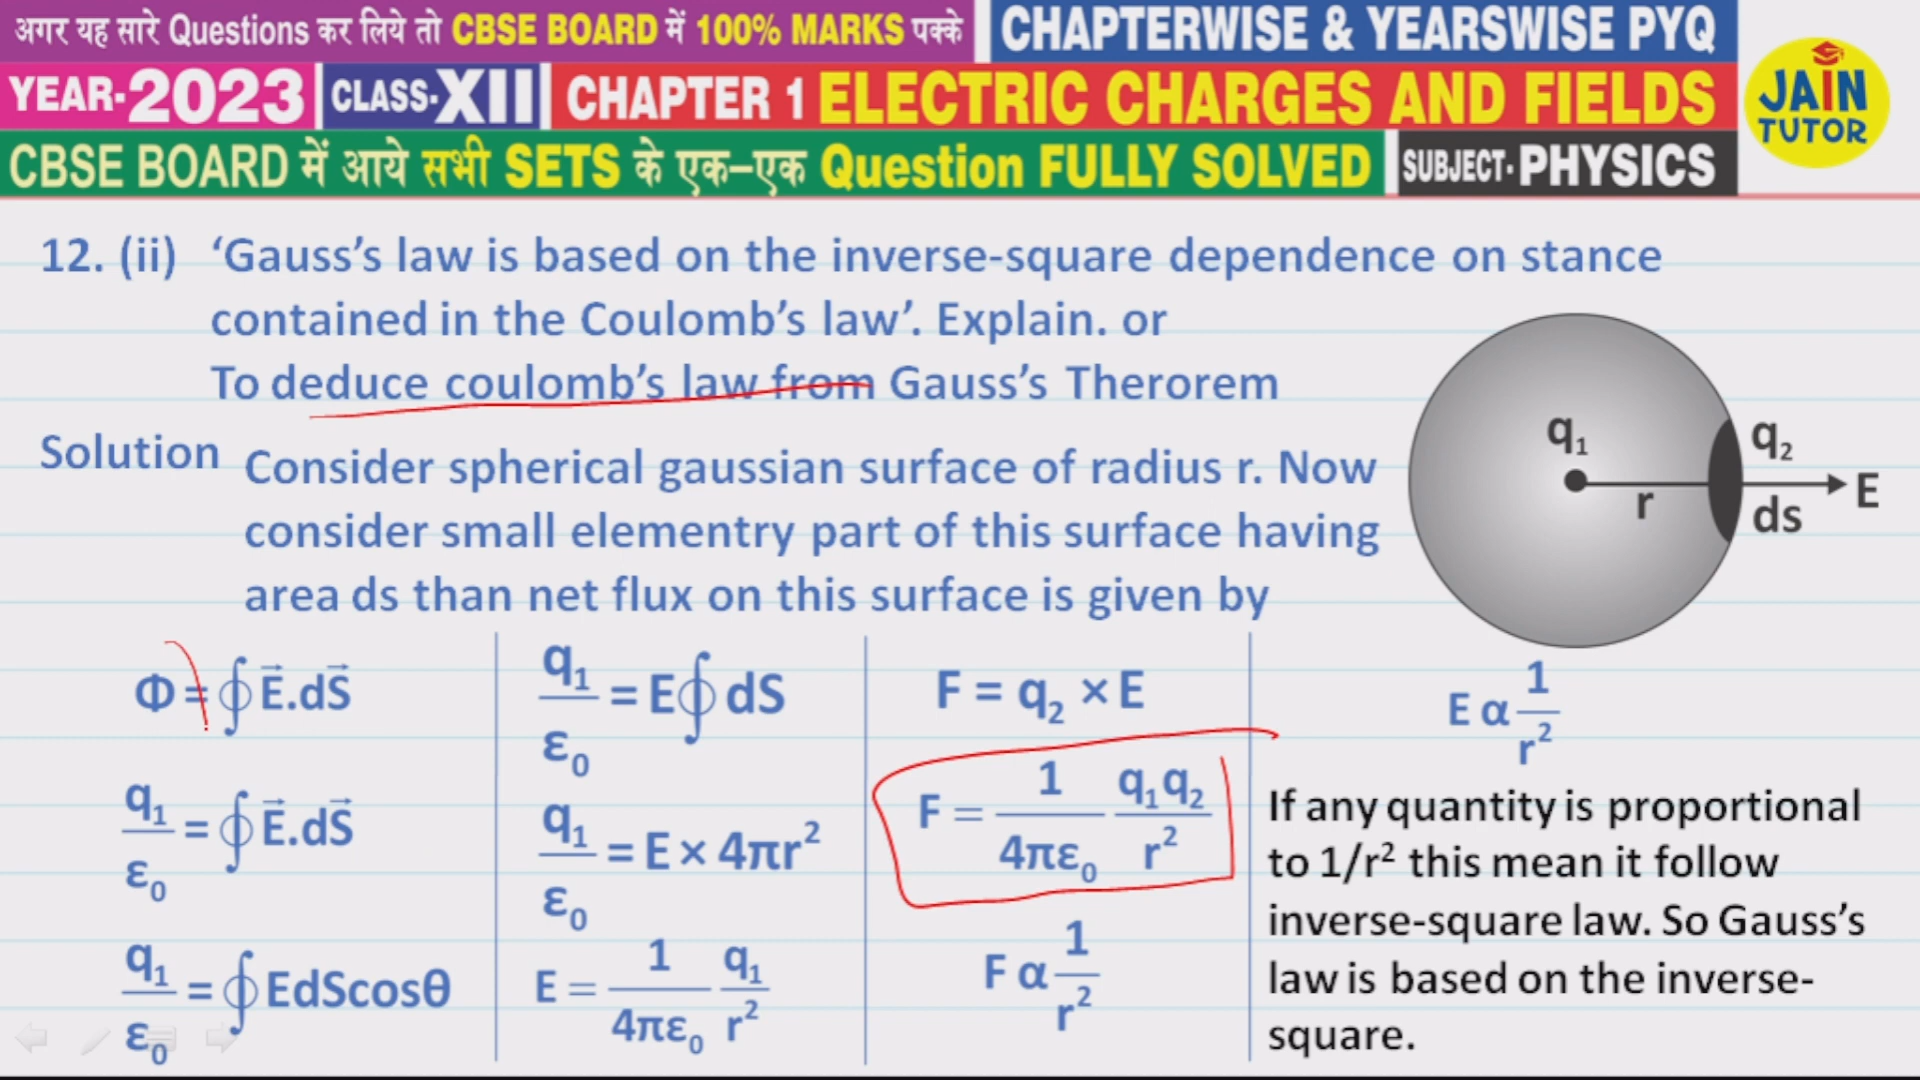 अगर यह सारे Questions कर लिये तो CBSE BOARD में 100% MARKS पक्के
CHAPTERWISE & YEARSWISE PYQ
YEAR-2023 CLASS-XII CHAPTER 1 ELECTRIC CHARGES AND FIELDS
JAIN
TUTOR
CBSE BOARD में आये सभी SETS के एक–एक Question FULLY SOLVED
SUBJECT- PHYSICS
12. (ii) ‘Gauss’s law is based on the inverse-square dependence on stance
contained in the Coulomb’s law’. Explain. or
To deduce coulomb’s law from Gauss’s Therorem
Solution Consider spherical gaussian surface of radius r. Now
consider small elementry part of this surface having
area ds than net flux on this surface is given by
q₁
r
q₂
ds
E
Φ = ∮ E⃗.dS⃗
q₁/ε₀ = ∮ E⃗.dS⃗
q₁/ε₀ = ∮ EdScosθ
q₁/ε₀ = E∮ dS
q₁/ε₀ = E × 4πr²
E = 1/4πε₀ q₁/r²
F = q₂ × E
F = 1/4πε₀ q₁q₂/r²
F α 1/r²
E α 1/r²
If any quantity is proportional
to 1/r² this mean it follow
inverse-square law. So Gauss’s
law is based on the inverse-
square.